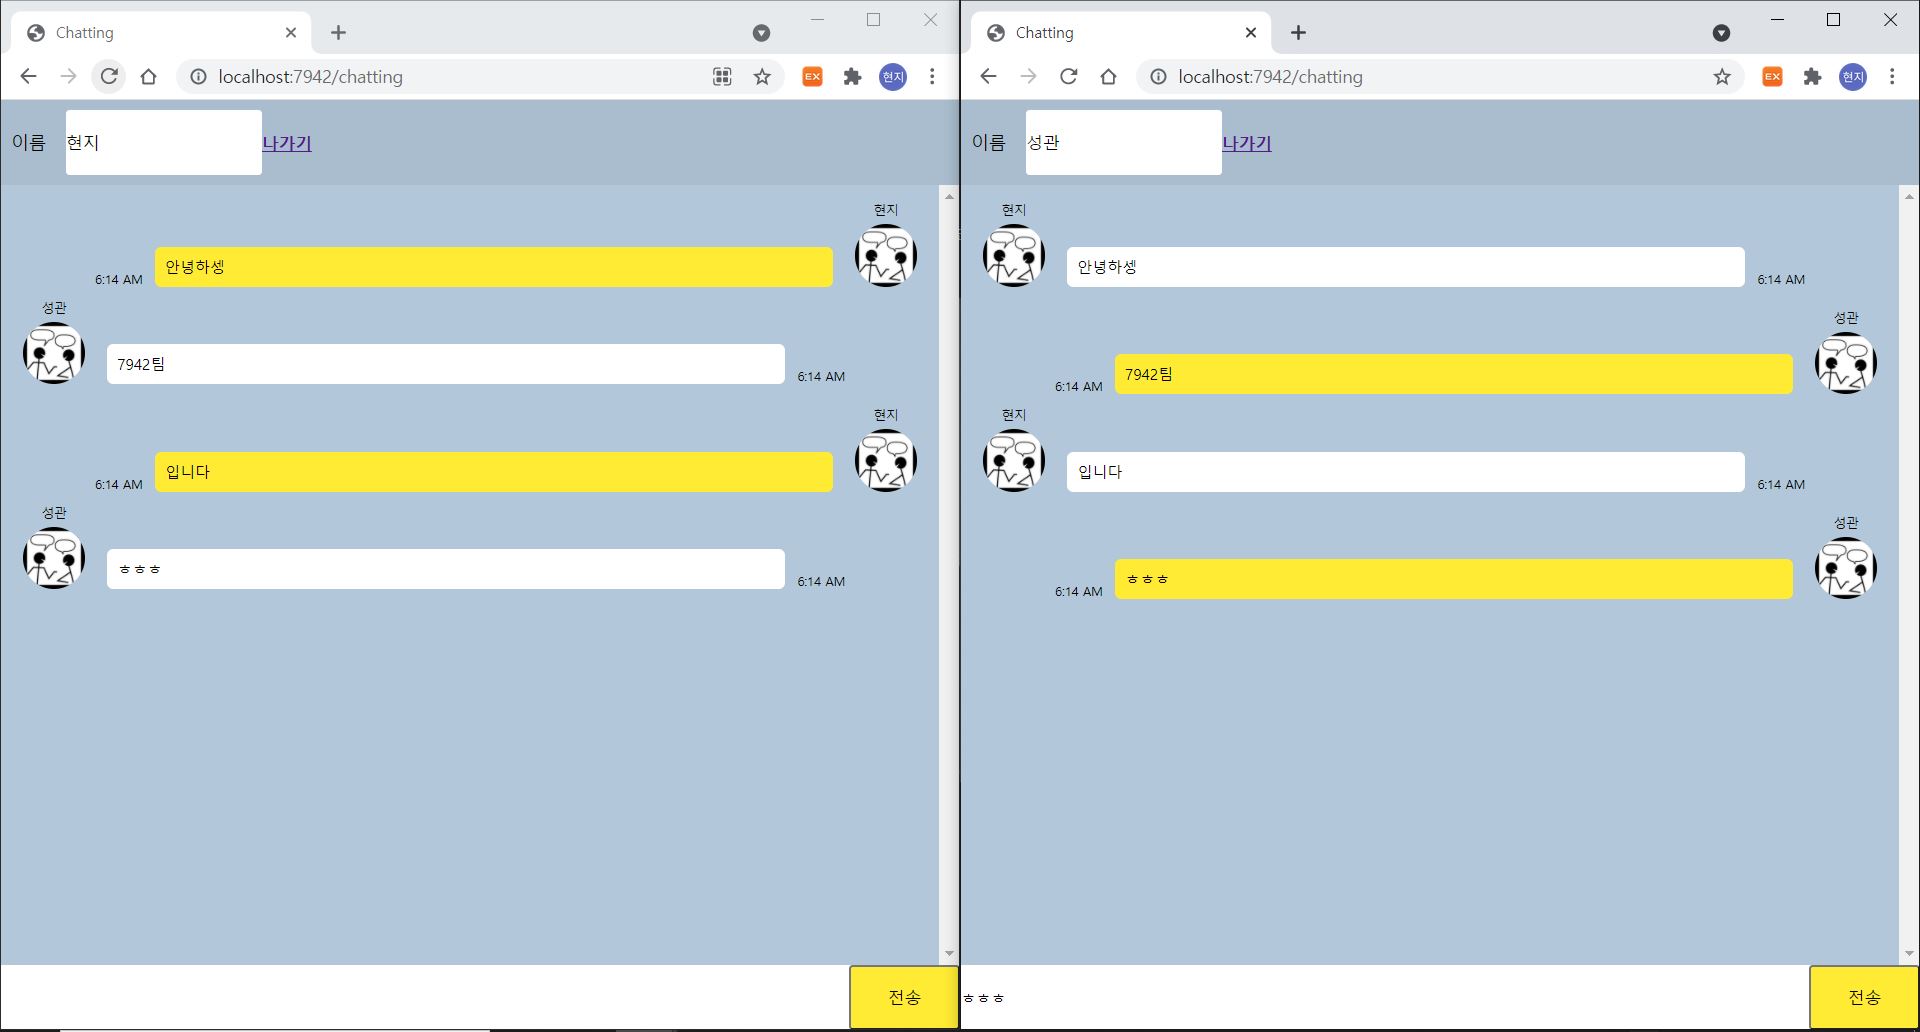 Chatting
localhost:7942/chatting
EX
현지
이름
현지
나가기
현지
안녕하셍
6:14 AM
성관
7942팀
6:14 AM
현지
입니다
6:14 AM
성관
ㅎㅎㅎ
6:14 AM
전송
Chatting
localhost:7942/chatting
EX
현지
이름
성관
나가기
현지
안녕하셍
6:14 AM
성관
7942팀
6:14 AM
현지
입니다
6:14 AM
성관
ㅎㅎㅎ
6:14 AM
ㅎㅎㅎ
전송